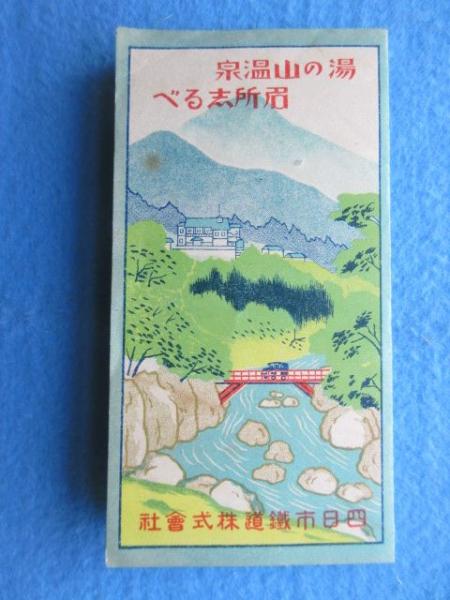 湯の山温泉
名所志るべ
四日市鐵道株式會社